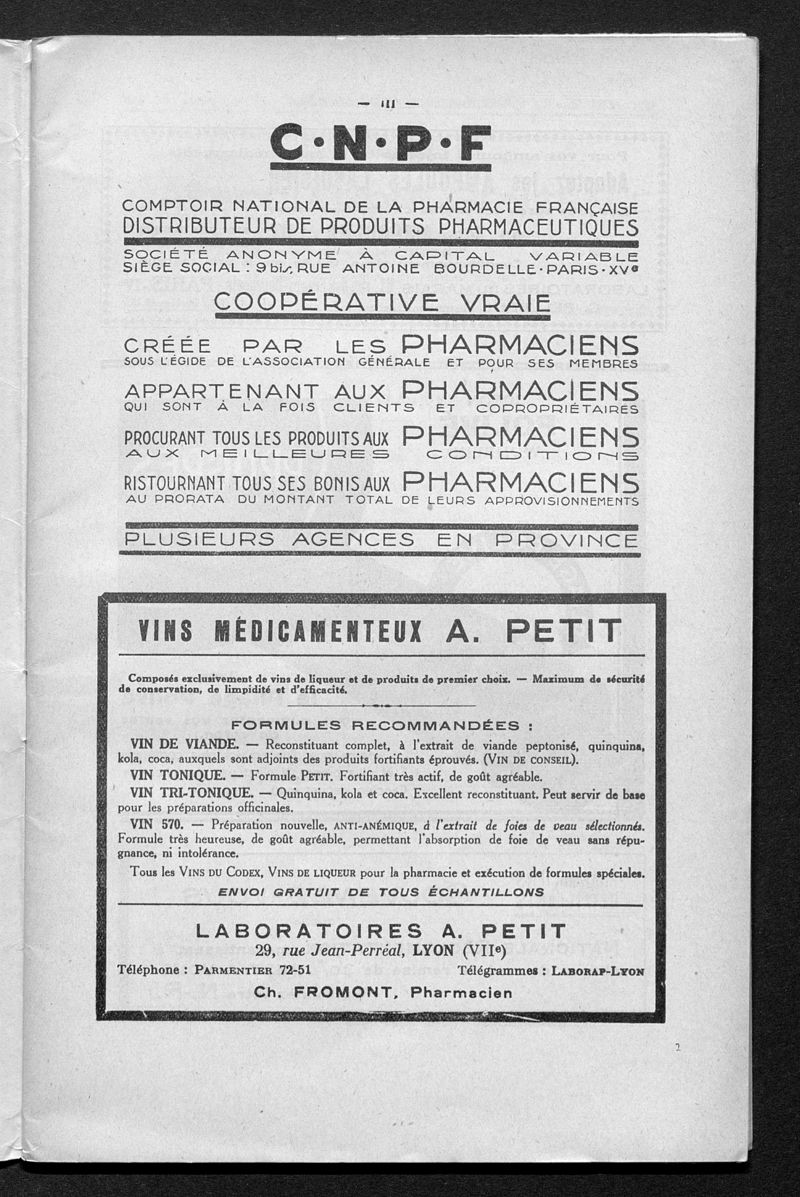 — III —
C·N·P·F
COMPTOIR NATIONAL DE LA PHARMACIE FRANÇAISE
DISTRIBUTEUR DE PRODUITS PHARMACEUTIQUES
SOCIÉTÉ ANONYME À CAPITAL VARIABLE
SIÈGE SOCIAL : 9 bis, RUE ANTOINE BOURDELLE · PARIS · XVe
COOPÉRATIVE VRAIE
CRÉÉE PAR LES PHARMACIENS
SOUS L'ÉGIDE DE L'ASSOCIATION GÉNÉRALE ET POUR SES MEMBRES
APPARTENANT AUX PHARMACIENS
QUI SONT À LA FOIS CLIENTS ET COPROPRIÉTAIRES
PROCURANT TOUS LES PRODUITS AUX PHARMACIENS
AUX MEILLEURES CONDITIONS
RISTOURNANT TOUS SES BONIS AUX PHARMACIENS
AU PRORATA DU MONTANT TOTAL DE LEURS APPROVISIONNEMENTS
PLUSIEURS AGENCES EN PROVINCE
VINS MÉDICAMENTEUX A. PETIT
Composés exclusivement de vins de liqueur et de produits de premier choix. — Maximum de sécurité
de conservation, de limpidité et d'efficacité.
FORMULES RECOMMANDÉES :
VIN DE VIANDE. — Reconstituant complet, à l'extrait de viande peptonisé, quinquina,
kola, coca, auxquels sont adjoints des produits fortifiants éprouvés. (VIN DE CONSEIL).
VIN TONIQUE. — Formule PETIT. Fortifiant très actif, de goût agréable.
VIN TRI-TONIQUE. — Quinquina, kola et coca. Excellent reconstituant. Peut servir de base
pour les préparations officinales.
VIN 570. — Préparation nouvelle, ANTI-ANÉMIQUE, à l'extrait de foies de veau sélectionnés.
Formule très heureuse, de goût agréable, permettant l'absorption de foie de veau sans répu-
gnance, ni intolérance.
Tous les VINS DU CODEX, VINS DE LIQUEUR pour la pharmacie et exécution de formules spéciales.
ENVOI GRATUIT DE TOUS ÉCHANTILLONS
LABORATOIRES A. PETIT
29, rue Jean-Perréal, LYON (VIIe)
Téléphone : PARMENTIER 72-51 Télégrammes : LABORAP-LYON
Ch. FROMONT, Pharmacien
2